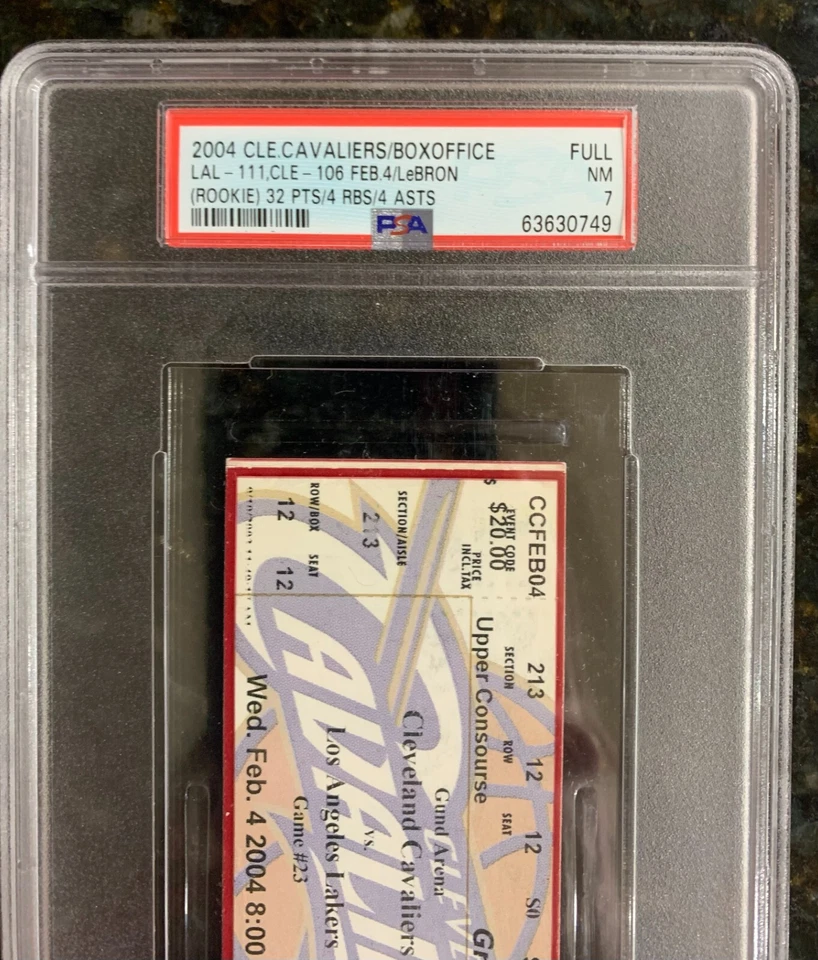 2004 CLE.CAVALIERS/BOXOFFICE FULL
LAL-111,CLE-106 FEB.4/LeBRON NM
(ROOKIE) 32 PTS/4 RBS/4 ASTS 7
PSA 63630749
CCFEB04 213 12 12
EVENT CODE SECTION ROW SEAT
$
$20.00
PRICE
INCL.TAX
Upper Consourse
SECTION/AISLE
213
ROW/BOX SEAT
12 12
Gund Arena
Cleveland Cavaliers
vs.
Los Angeles Lakers
Game #23
Wed. Feb. 4 2004 8:00
CAVALI
CLEVE